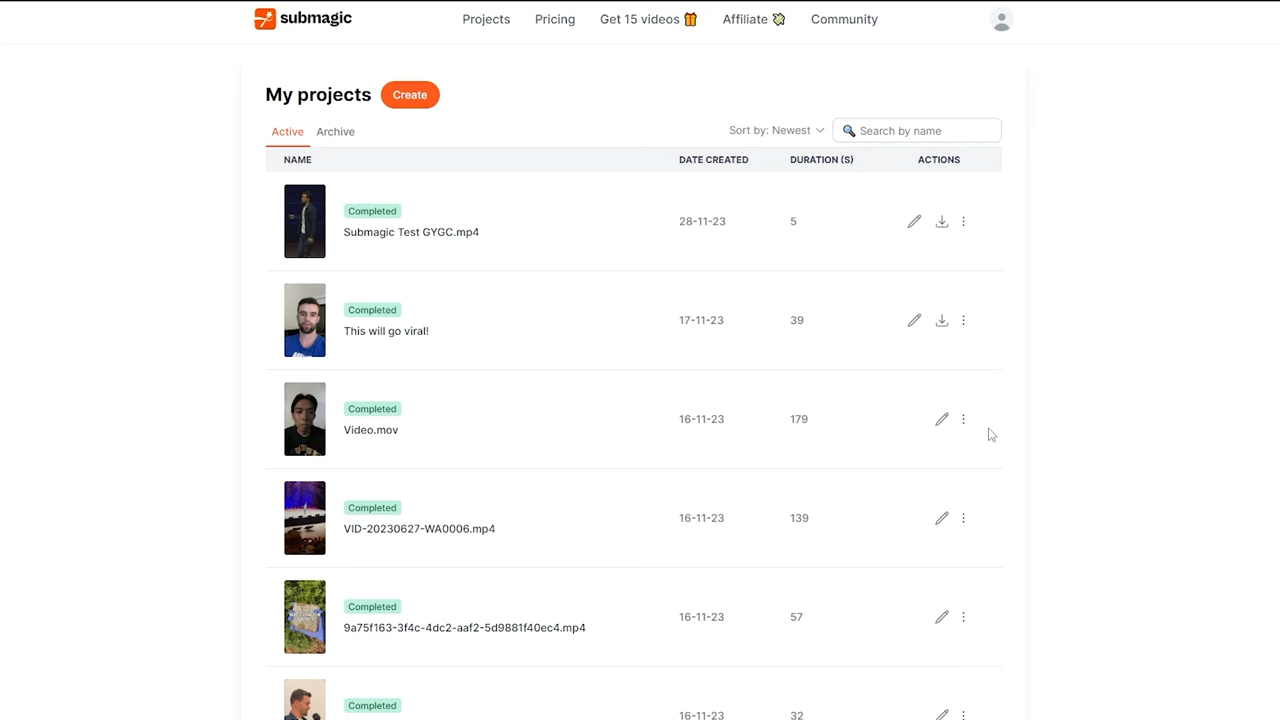 submagic
Projects
Pricing
Get 15 videos
Affiliate
Community
My projects
Create
Active
Archive
Sort by: Newest
Search by name
NAME
DATE CREATED
DURATION (S)
ACTIONS
Completed
Submagic Test GYGC.mp4
28-11-23
5
Completed
This will go viral!
17-11-23
39
Completed
Video.mov
16-11-23
179
Completed
VID-20230627-WA0006.mp4
16-11-23
139
Completed
9a75f163-3f4c-4dc2-aaf2-5d9881f40ec4.mp4
16-11-23
57
Completed
16-11-23
32